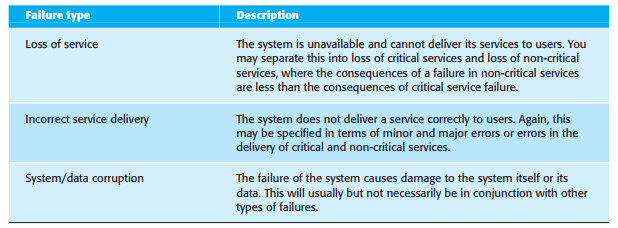 Failure type Description
Loss of service The system is unavailable and cannot deliver its services to users. You
may separate this into loss of critical services and loss of non-critical
services, where the consequences of a failure in non-critical services
are less than the consequences of critical service failure.
Incorrect service delivery The system does not deliver a service correctly to users. Again, this
may be specified in terms of minor and major errors or errors in the
delivery of critical and non-critical services.
System/data corruption The failure of the system causes damage to the system itself or its
data. This will usually but not necessarily be in conjunction with other
types of failures.